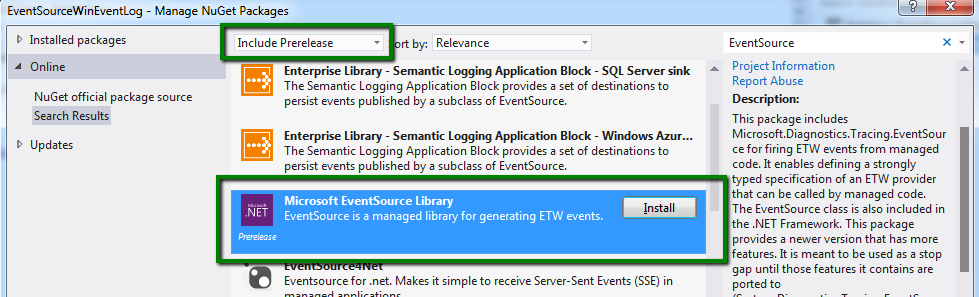 EventSourceWinEventLog - Manage NuGet Packages
Installed packages
Online
NuGet official package source
Search Results
Updates
Include Prerelease
Sort by: Relevance
Enterprise Library - Semantic Logging Application Block - SQL Server sink
The Semantic Logging Application Block provides a set of destinations to
persist events published by a subclass of EventSource.
Enterprise Library - Semantic Logging Application Block - Windows Azur...
The Semantic Logging Application Block provides a set of destinations to
persist events published by a subclass of EventSource.
Microsoft
.NET
Prerelease
Microsoft EventSource Library
EventSource is a managed library for generating ETW events.
Install
EventSource4Net
Eventsource for .net. Makes it simple to receive Server-Sent Events (SSE) in
managed applications.
EventSource
Project Information
Report Abuse
Description:
This package includes
Microsoft.Diagnostics.Tracing.EventSour
ce for firing ETW events from managed
code. It enables defining a strongly
typed specification of an ETW provider
that can be called by managed code.
The EventSource class is also included in
the .NET Framework. This package
provides a newer version that has more
features. It is meant to be used as a stop
gap until those features it contains are
ported to